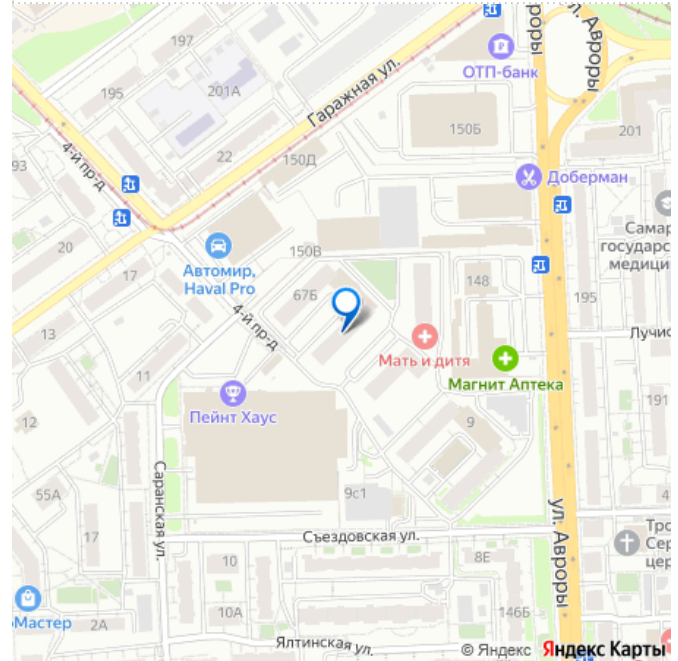 197
ОТП-банк
ул. Авроры
ул. Авроры
195
201А
Гаражная ул.
150Б
201
4-й пр-д
22
150Д
Доберман
93
20
150В
Самар
государс
медици
17
Автомир,
Haval Pro
67Б
148
195
4-й пр-д
13
Лучис
11
Мать и дитя
Магнит Аптека
Пейнт Хаус
191
12
9
Саранская ул.
55А
9с1
ул. Авроры
17
Съездовская ул.
Тро
Сер
цер
10
8Е
Мастер
2А
10А
146Б
Ялтинская ул.
© Яндекс Яндекс Карты